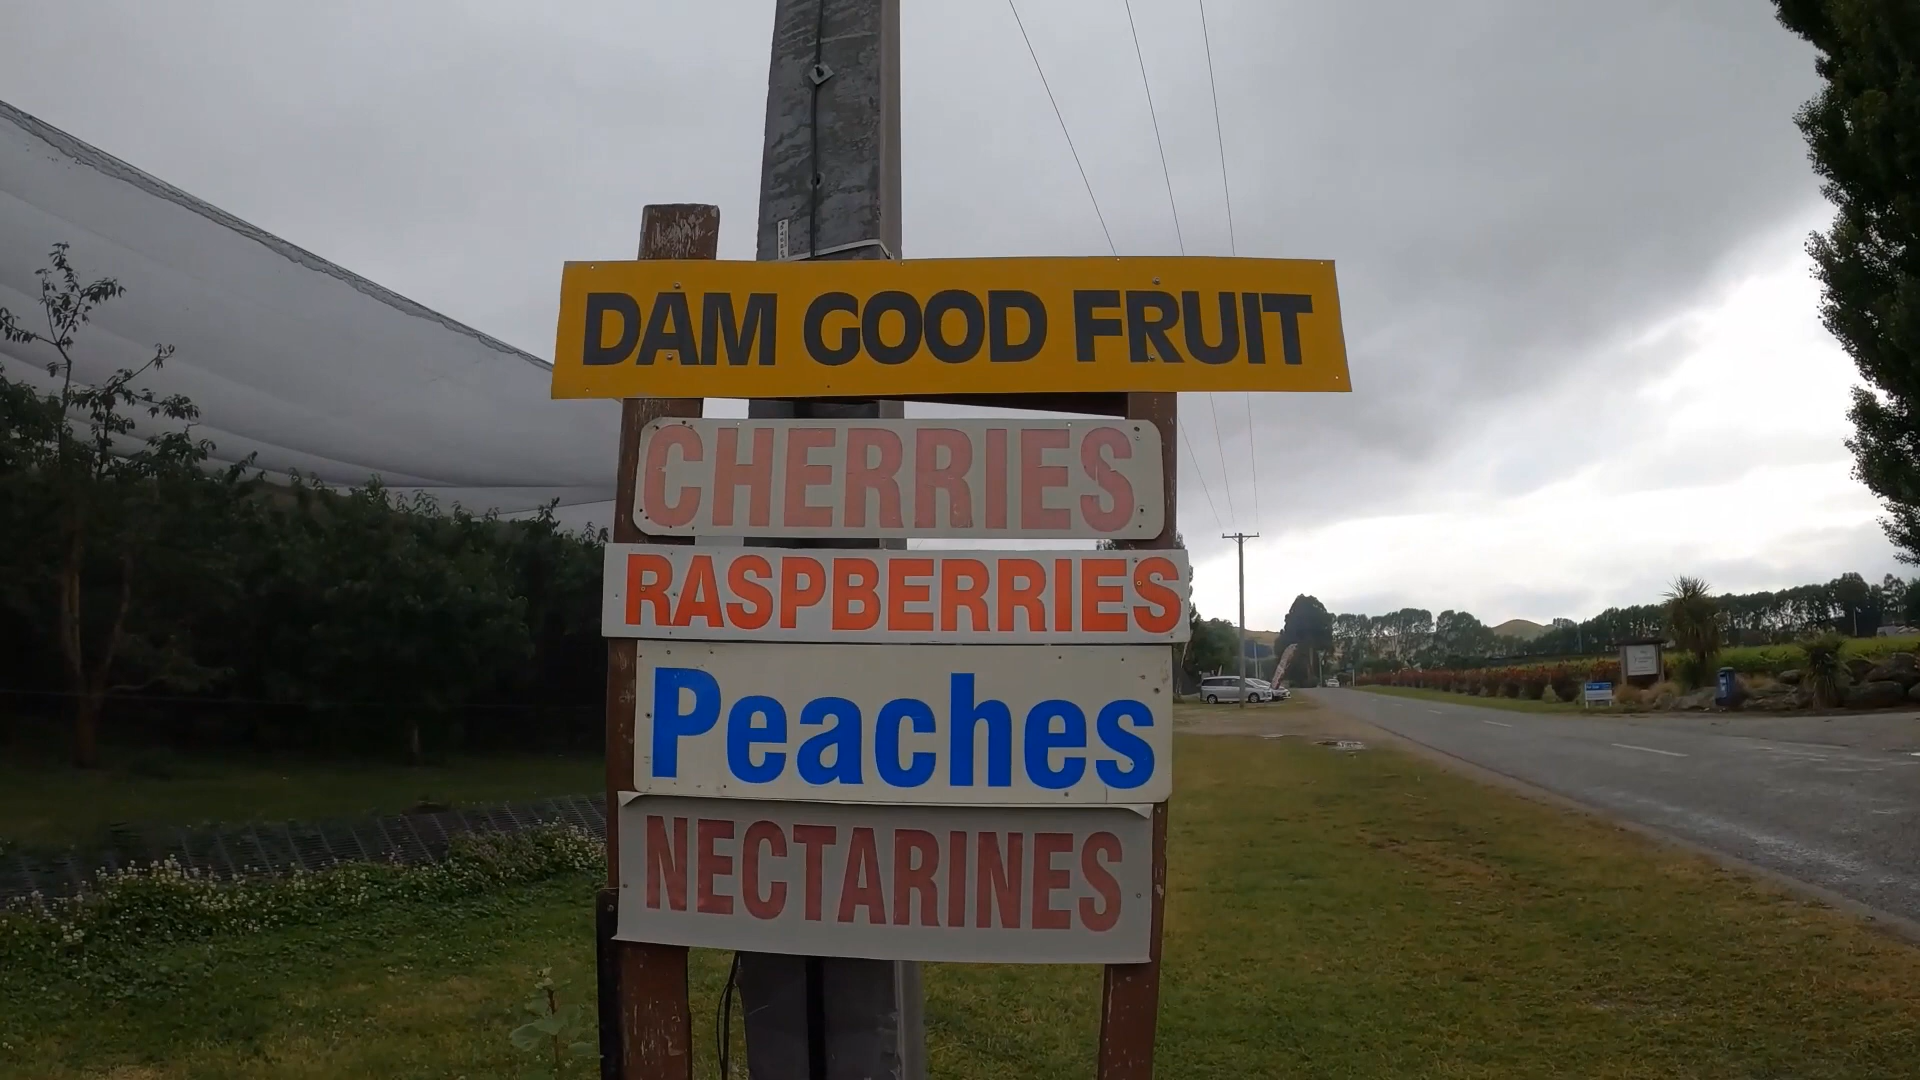 DAM GOOD FRUIT
CHERRIES
RASPBERRIES
Peaches
NECTARINES